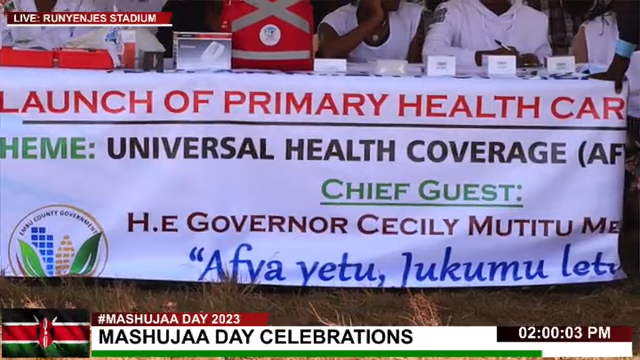 LIVE: RUNYENJES STADIUM
LAUNCH OF PRIMARY HEALTH CAR
HEME: UNIVERSAL HEALTH COVERAGE (AF
CHIEF GUEST:
H.E GOVERNOR CECILY MUTITU ME
"Afya yetu, Jukumu letu
EMBU COUNTY GOVERNMENT
#MASHUJAA DAY 2023
MASHUJAA DAY CELEBRATIONS
02:00:03 PM